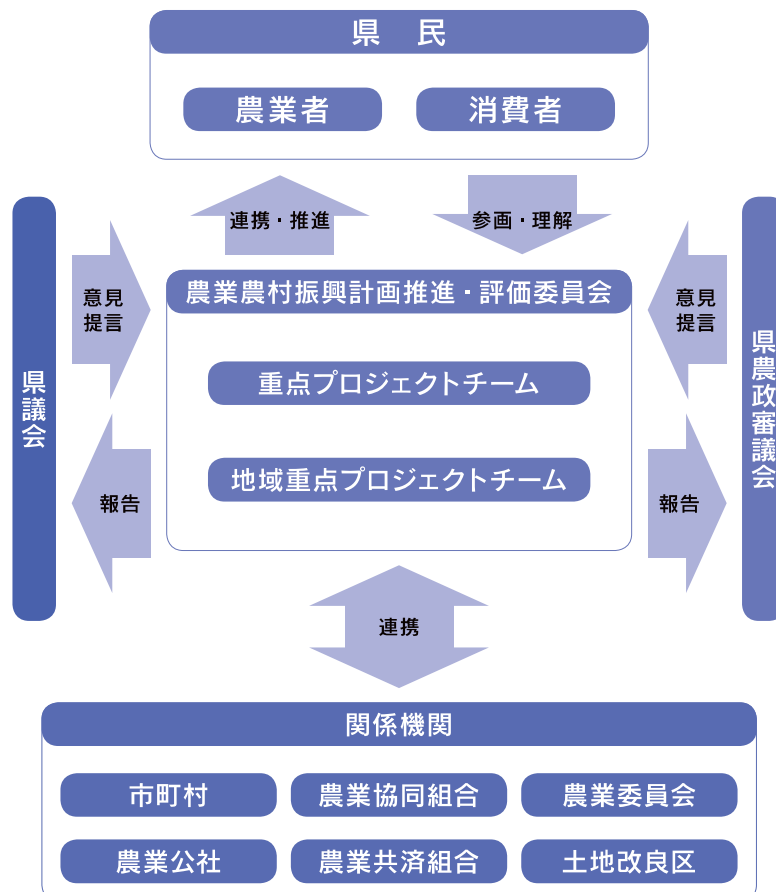 県 民
農業者
消費者
連携・推進
参画・理解
県議会
意見
提言
報告
農業農村振興計画推進・評価委員会
重点プロジェクトチーム
地域重点プロジェクトチーム
意見
提言
報告
県農政審議会
連携
関係機関
市町村
農業協同組合
農業委員会
農業公社
農業共済組合
土地改良区